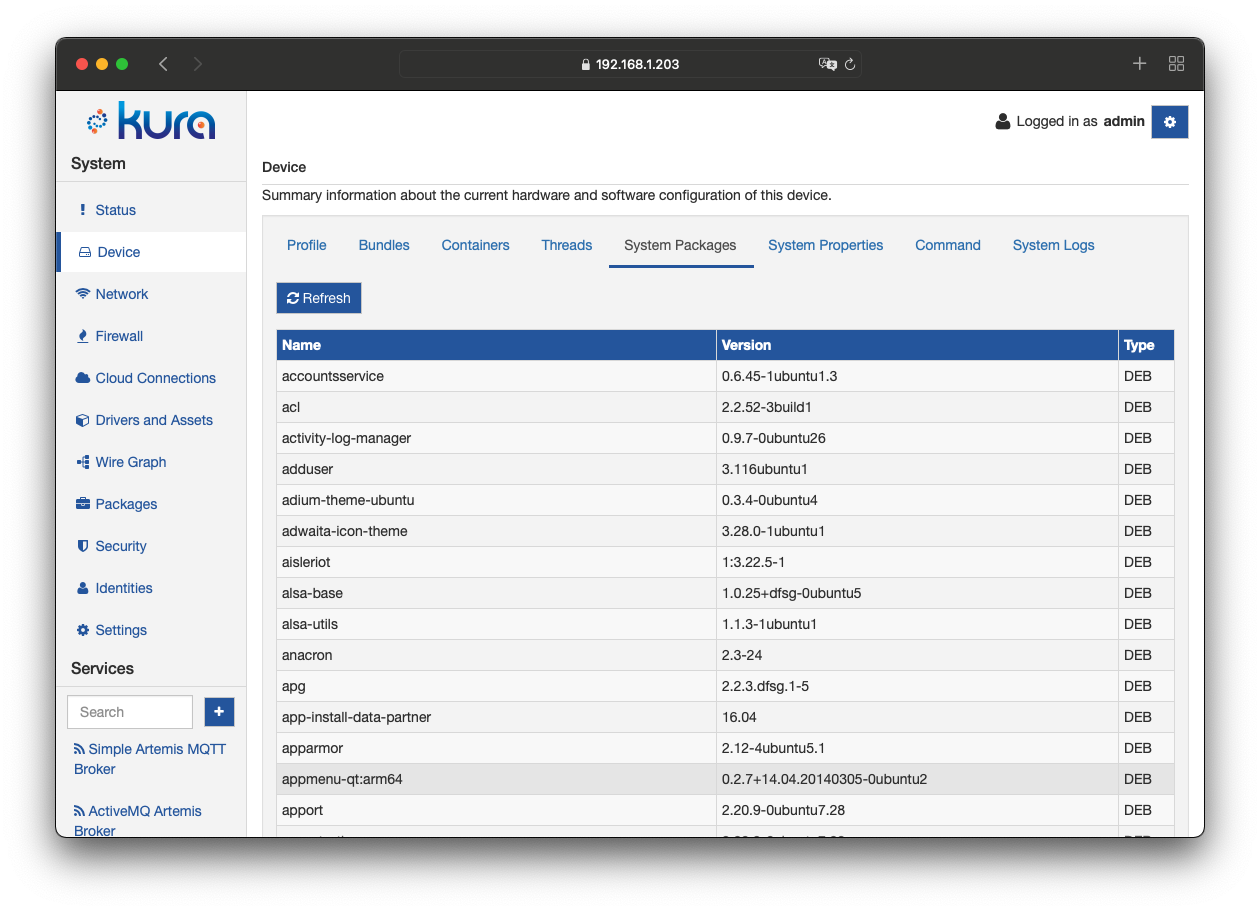 192.168.1.203
kura
Logged in as admin
System
Status
Device
Network
Firewall
Cloud Connections
Drivers and Assets
Wire Graph
Packages
Security
Identities
Settings
Services
Search
Simple Artemis MQTT
Broker
ActiveMQ Artemis
Broker
Device
Summary information about the current hardware and software configuration of this device.
Profile Bundles Containers Threads System Packages System Properties Command System Logs
Refresh
Name Version Type
accountsservice 0.6.45-1ubuntu1.3 DEB
acl 2.2.52-3build1 DEB
activity-log-manager 0.9.7-0ubuntu26 DEB
adduser 3.116ubuntu1 DEB
adium-theme-ubuntu 0.3.4-0ubuntu4 DEB
adwaita-icon-theme 3.28.0-1ubuntu1 DEB
aisleriot 1:3.22.5-1 DEB
alsa-base 1.0.25+dfsg-0ubuntu5 DEB
alsa-utils 1.1.3-1ubuntu1 DEB
anacron 2.3-24 DEB
apg 2.2.3.dfsg.1-5 DEB
app-install-data-partner 16.04 DEB
apparmor 2.12-4ubuntu5.1 DEB
appmenu-qt:arm64 0.2.7+14.04.20140305-0ubuntu2 DEB
apport 2.20.9-0ubuntu7.28 DEB